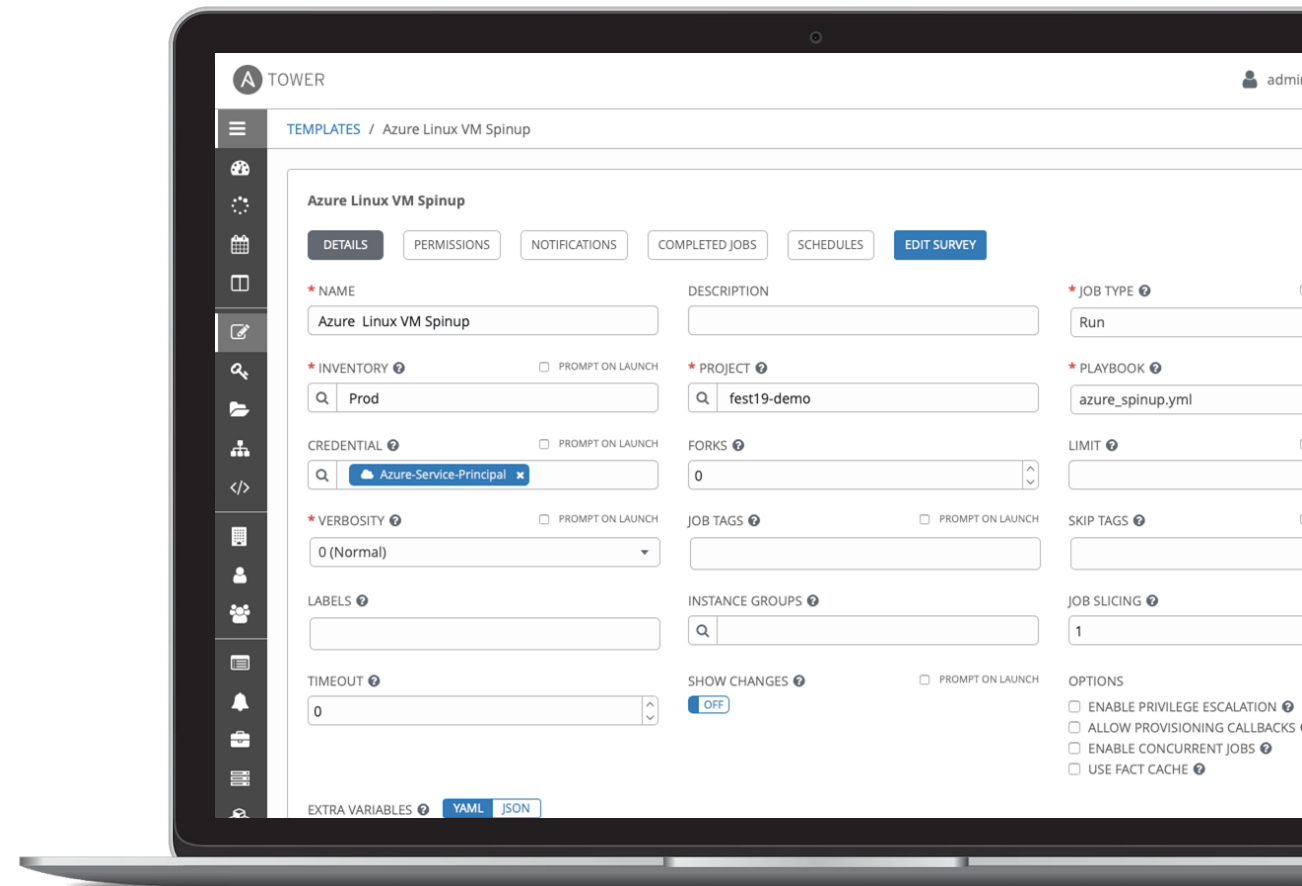 A TOWER
admin
TEMPLATES / Azure Linux VM Spinup
Azure Linux VM Spinup
DETAILS PERMISSIONS NOTIFICATIONS COMPLETED JOBS SCHEDULES EDIT SURVEY
* NAME DESCRIPTION * JOB TYPE
Azure Linux VM Spinup Run
* INVENTORY PROMPT ON LAUNCH * PROJECT * PLAYBOOK
Prod fest19-demo azure_spinup.yml
CREDENTIAL PROMPT ON LAUNCH FORKS LIMIT
Azure-Service-Principal × 0
* VERBOSITY PROMPT ON LAUNCH JOB TAGS PROMPT ON LAUNCH SKIP TAGS
0 (Normal)
LABELS INSTANCE GROUPS JOB SLICING
1
TIMEOUT SHOW CHANGES PROMPT ON LAUNCH OPTIONS
0 OFF ENABLE PRIVILEGE ESCALATION
ALLOW PROVISIONING CALLBACKS
ENABLE CONCURRENT JOBS
USE FACT CACHE
EXTRA VARIABLES YAML JSON